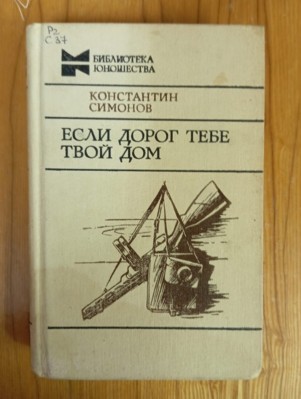 Р2
С 37
БИБЛИОТЕКА
ЮНОШЕСТВА
КОНСТАНТИН
СИМОНОВ
ЕСЛИ ДОРОГ ТЕБЕ
ТВОЙ ДОМ